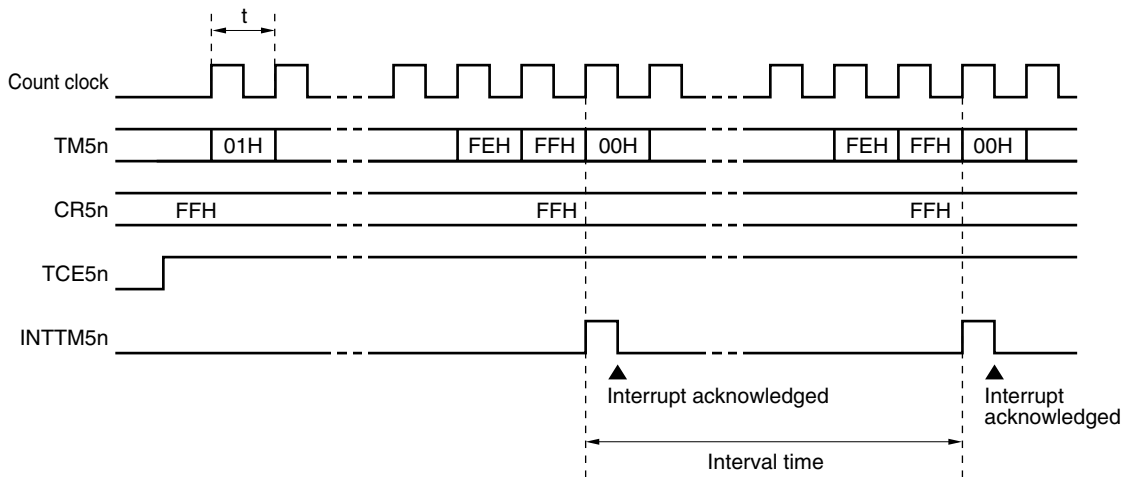 t
Count clock
TM5n 01H FEH FFH 00H FEH FFH 00H
CR5n FFH FFH FFH
TCE5n
INTTM5n
Interrupt acknowledged
Interrupt
acknowledged
Interval time